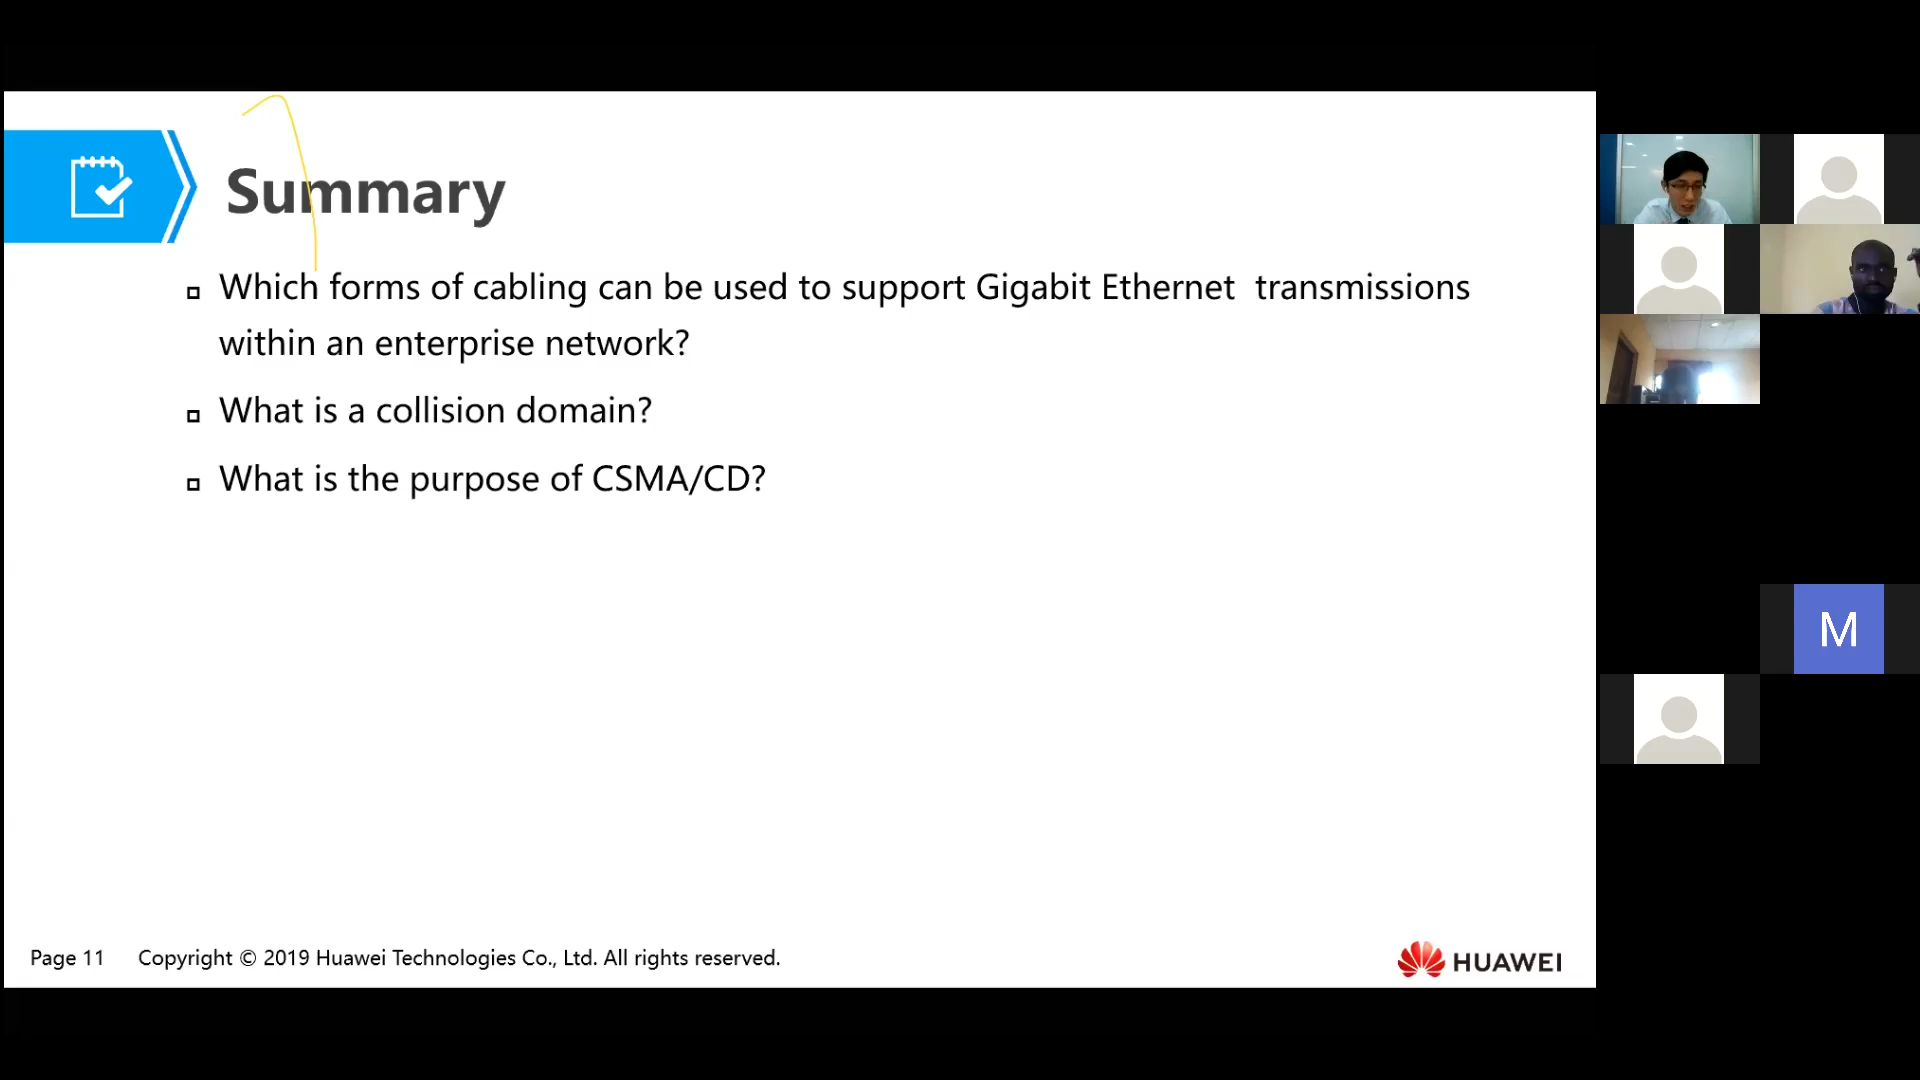 Summary
Which forms of cabling can be used to support Gigabit Ethernet transmissions
within an enterprise network?
What is a collision domain?
What is the purpose of CSMA/CD?
M
Page 11 Copyright © 2019 Huawei Technologies Co., Ltd. All rights reserved.
HUAWEI